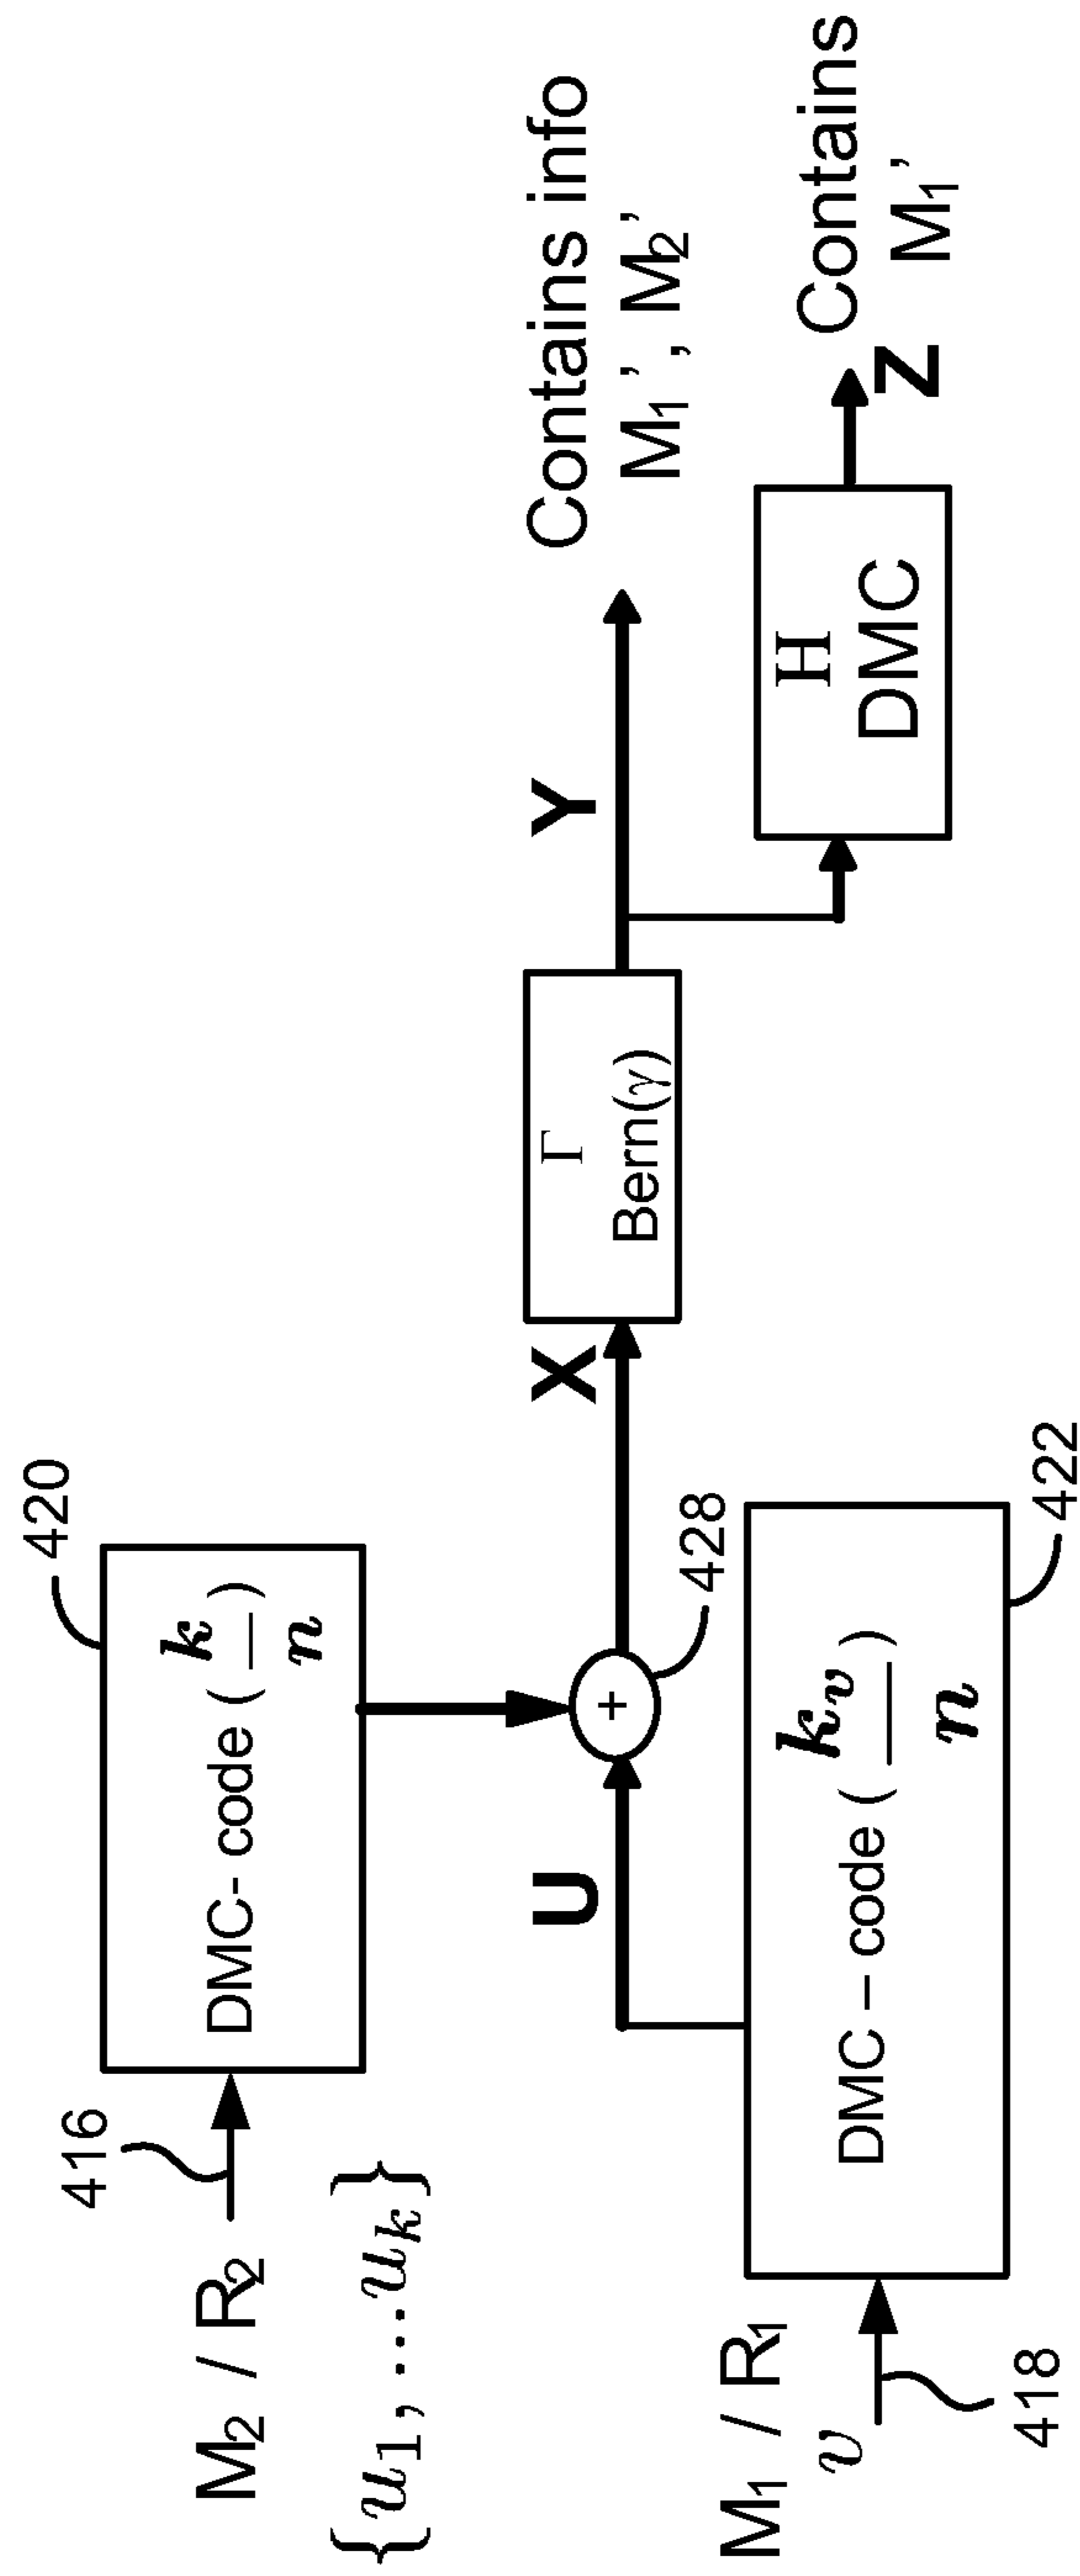 420
416
M2 / R2
DMC- code ( k
n )
{u1 , ...uk}
428
U
+
X
Γ
Bern(γ)
Y
Contains info
M1’, M2’
M1 / R1
v
418
DMC – code ( kv
n )
422
H
DMC
Z
Contains
M1’